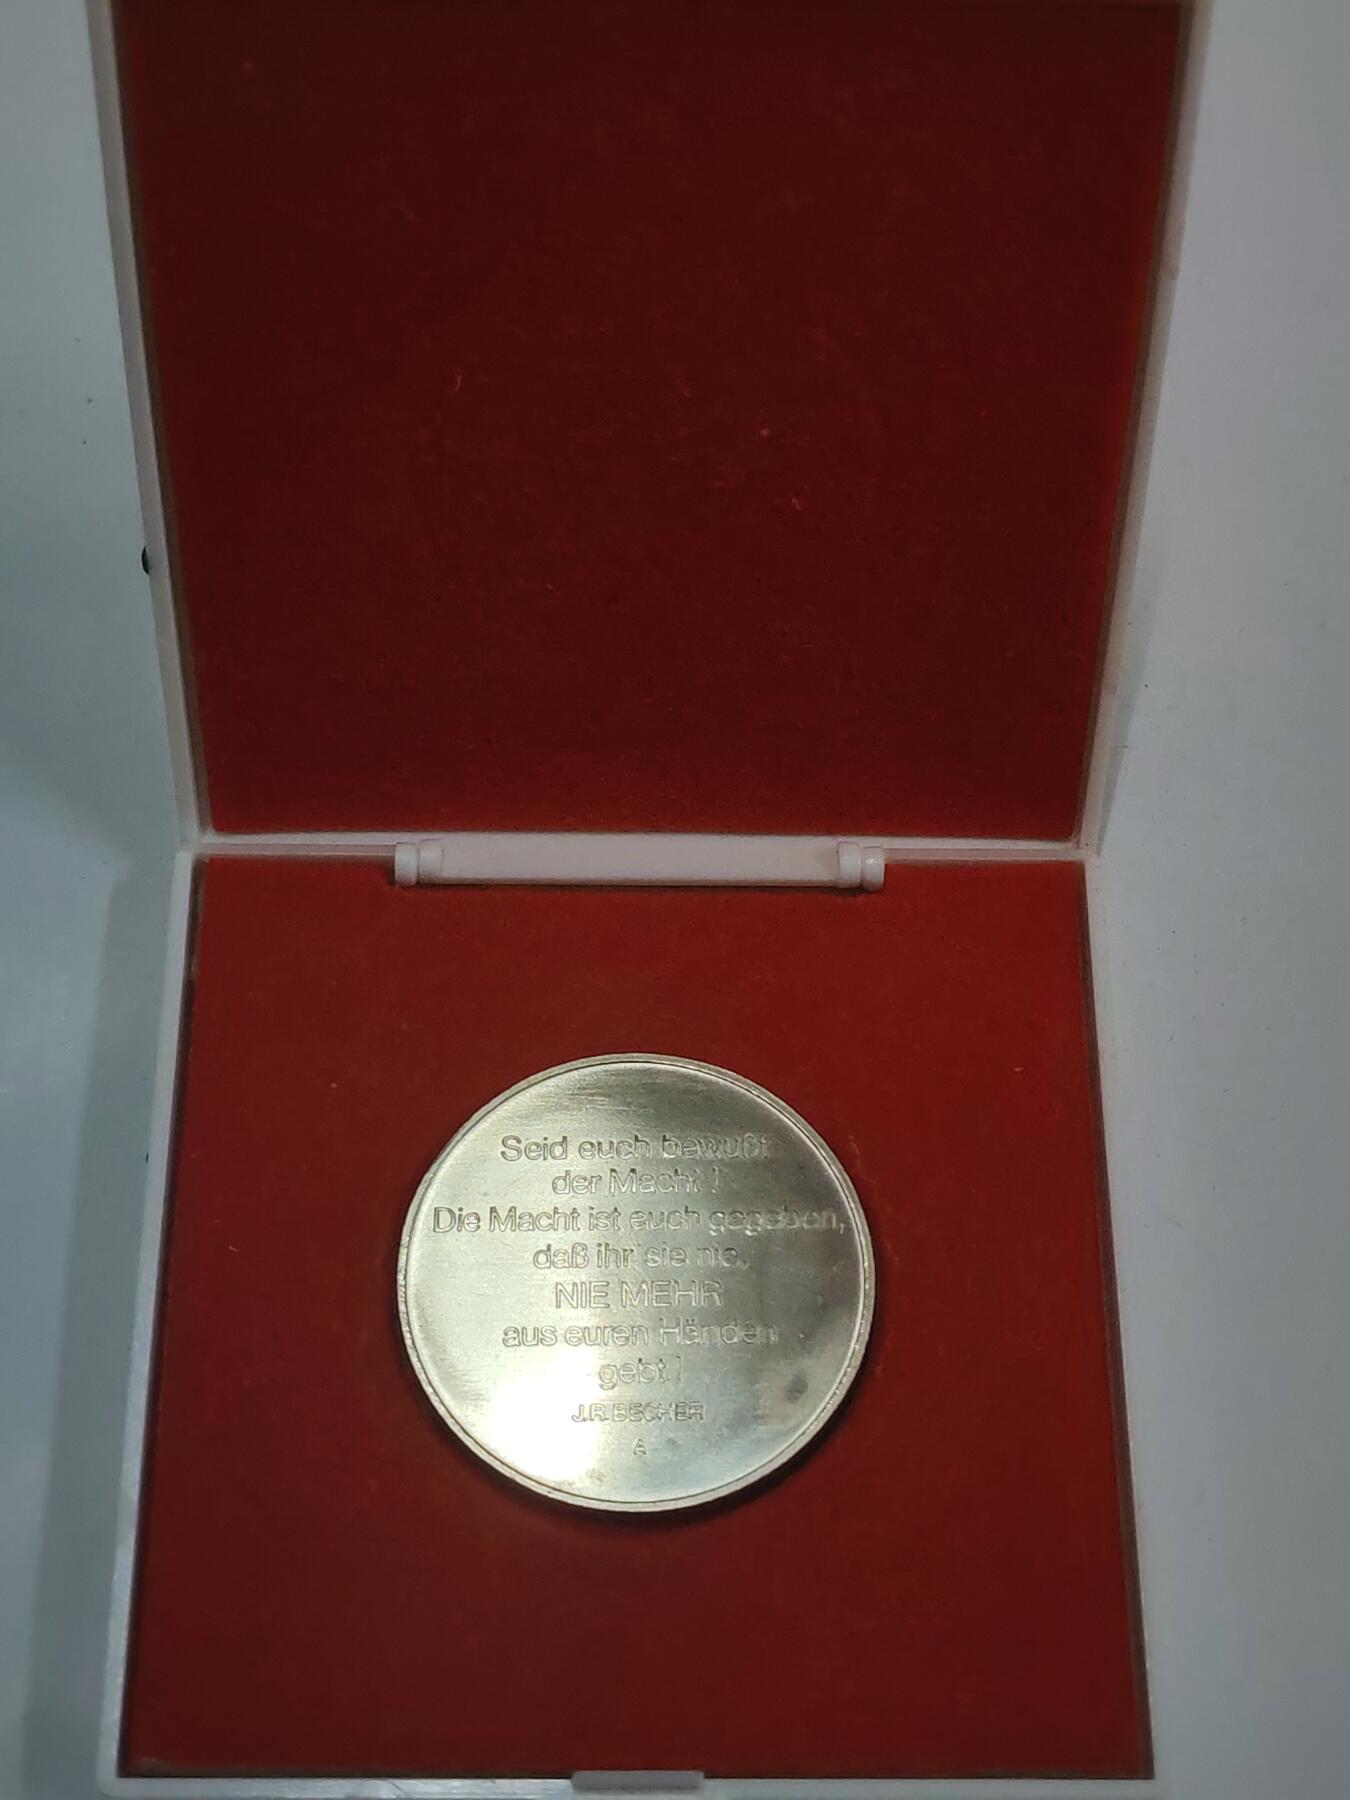 Seid euch bewußt
der Macht !
Die Macht ist euch gegeben,
daß ihr sie nie,
NIE MEHR
aus euren Händen
gebt !
J.R.BECHER
A